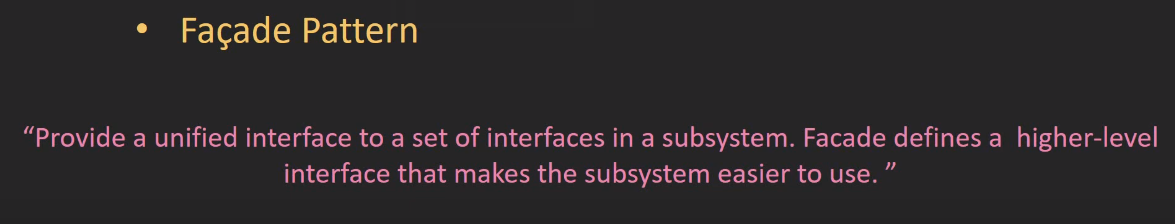 • Façade Pattern
“Provide a unified interface to a set of interfaces in a subsystem. Facade defines a  higher-level
interface that makes the subsystem easier to use. ”